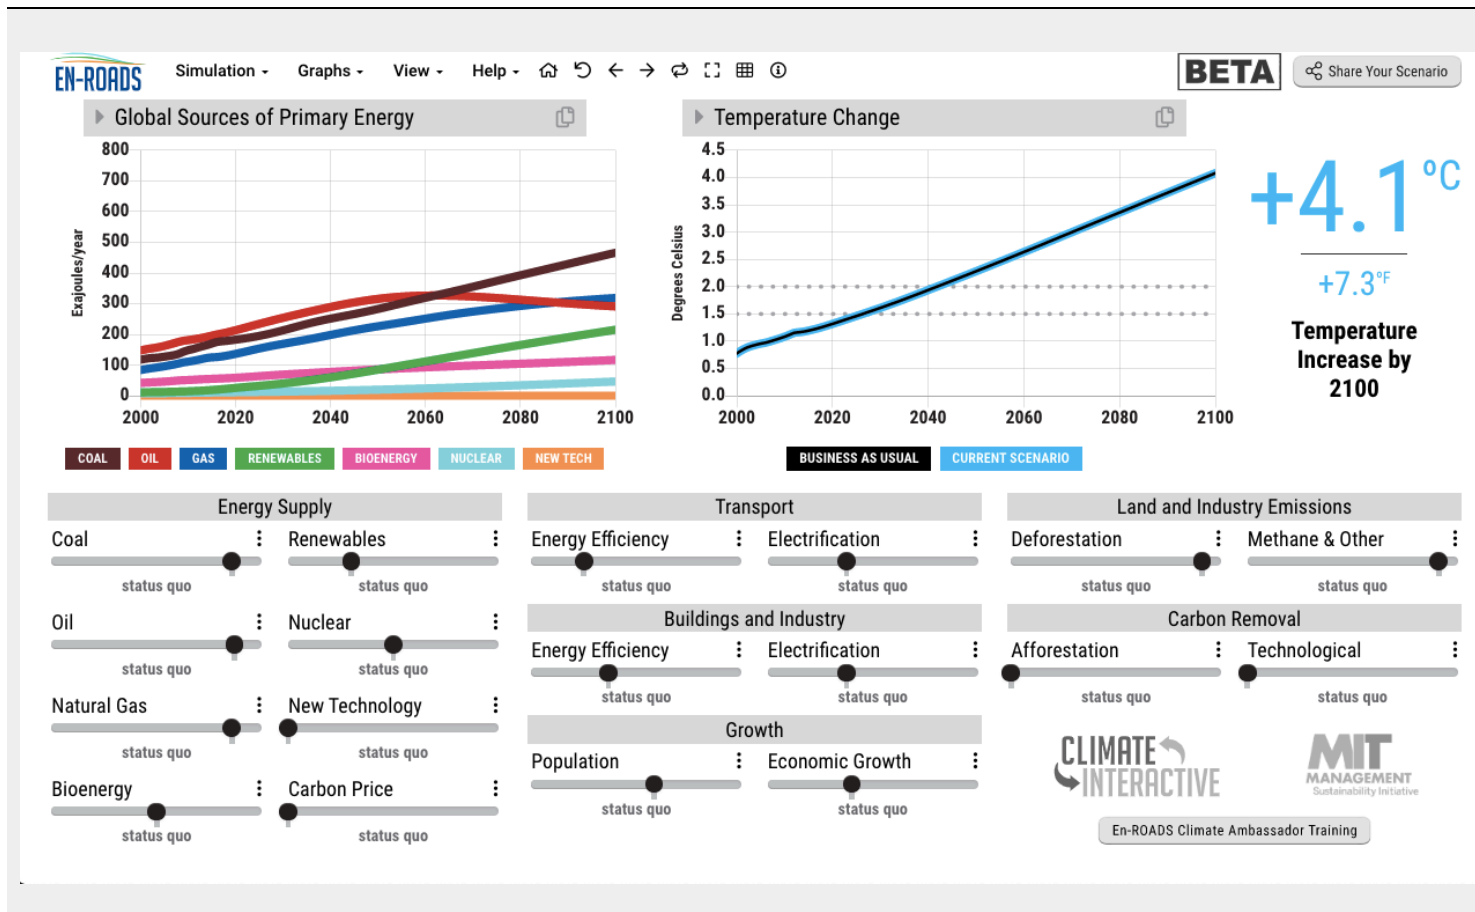 EN-ROADS
Simulation
Graphs
View
Help
BETA
Share Your Scenario
Global Sources of Primary Energy
800
700
600
500
400
300
200
100
0
Exajoules/year
2000 2020 2040 2060 2080 2100
COAL OIL GAS RENEWABLES BIOENERGY NUCLEAR NEW TECH
Temperature Change
4.5
4.0
3.5
3.0
2.5
2.0
1.5
1.0
0.5
0.0
Degrees Celsius
2000 2020 2040 2060 2080 2100
BUSINESS AS USUAL CURRENT SCENARIO
+4.1 ºC
+7.3 ºF
Temperature
Increase by
2100
Energy Supply
Coal Renewables
status quo status quo
Oil Nuclear
status quo status quo
Natural Gas New Technology
status quo status quo
Bioenergy Carbon Price
status quo status quo
Transport
Energy Efficiency Electrification
status quo status quo
Buildings and Industry
Energy Efficiency Electrification
status quo status quo
Growth
Population Economic Growth
status quo status quo
Land and Industry Emissions
Deforestation Methane & Other
status quo status quo
Carbon Removal
Afforestation Technological
status quo status quo
CLIMATE
INTERACTIVE
MIT
MANAGEMENT
Sustainability Initiative
En-ROADS Climate Ambassador Training